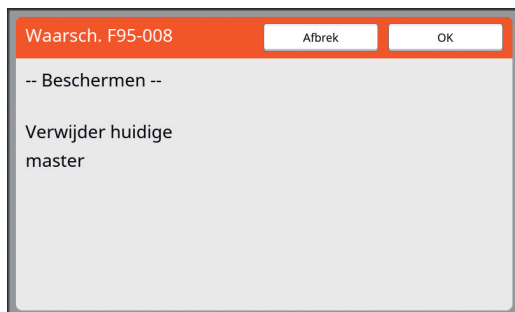 Waarsch. F95-008
Afbrek
OK
-- Beschermen --
Verwijder huidige
master